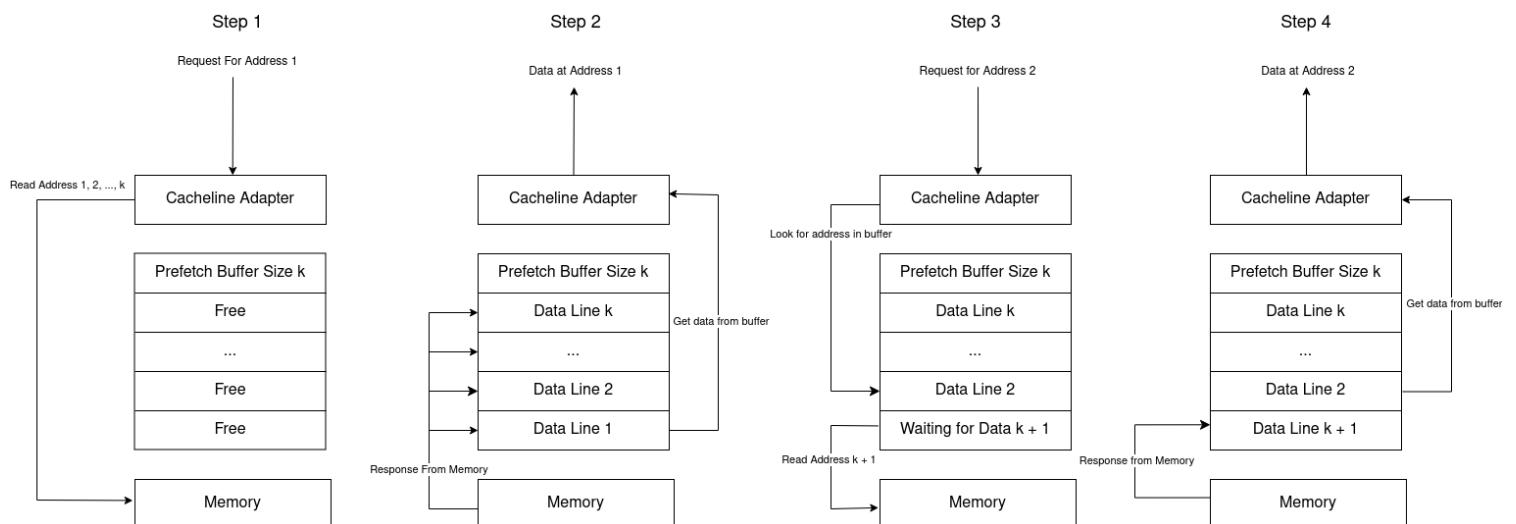 Step 1
Request For Address 1
Read Address 1, 2, ..., k
Cacheline Adapter
Prefetch Buffer Size k
Free
...
Free
Free
Memory
Step 2
Data at Address 1
Cacheline Adapter
Prefetch Buffer Size k
Data Line k
...
Data Line 2
Data Line 1
Get data from buffer
Response From Memory
Memory
Step 3
Request for Address 2
Cacheline Adapter
Look for address in buffer
Prefetch Buffer Size k
Data Line k
...
Data Line 2
Waiting for Data k + 1
Read Address k + 1
Memory
Step 4
Data at Address 2
Cacheline Adapter
Prefetch Buffer Size k
Data Line k
...
Data Line 2
Data Line k + 1
Get data from buffer
Response from Memory
Memory